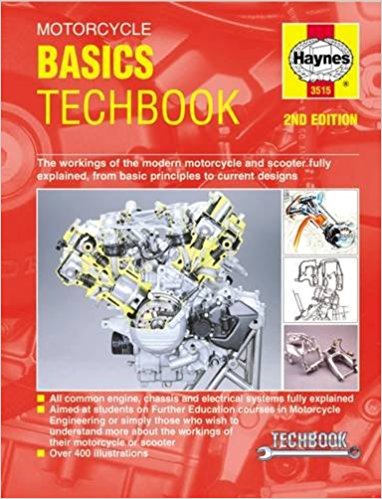 MOTORCYCLE
BASICS
TECHBOOK
Haynes
3515
®
2ND EDITION
The workings of the modern motorcycle and scooter fully
explained, from basic principles to current designs
All common engine, chassis and electrical systems fully explained
Aimed at students on Further Education courses in Motorcycle
Engineering or simply those who wish to
understand more about the workings of
their motorcycle or scooter
Over 400 illustrations
TECHBOOK